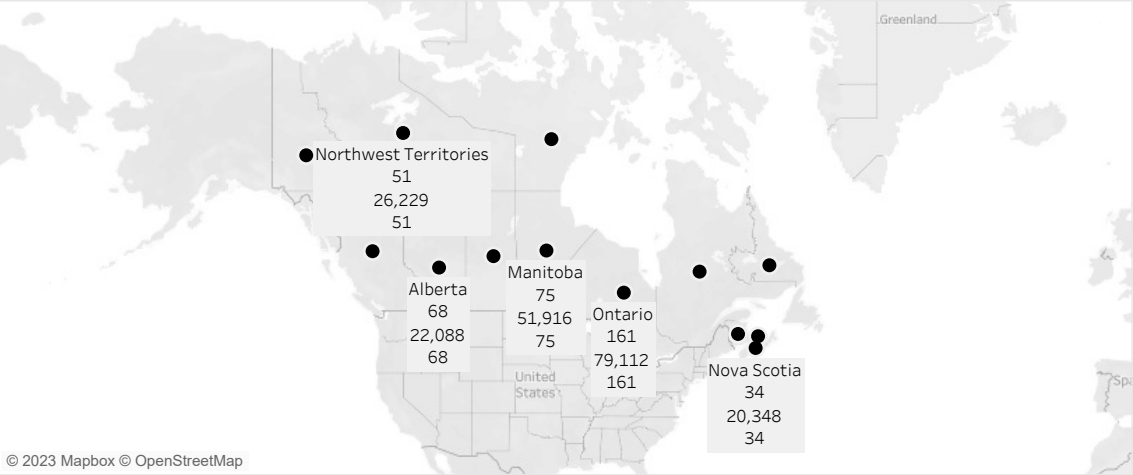 Greenland
Northwest Territories
51
26,229
51
Alberta
68
22,088
68
Manitoba
75
51,916
75
Ontario
161
79,112
161
Nova Scotia
34
20,348
34
United
States
Spa
© 2023 Mapbox © OpenStreetMap